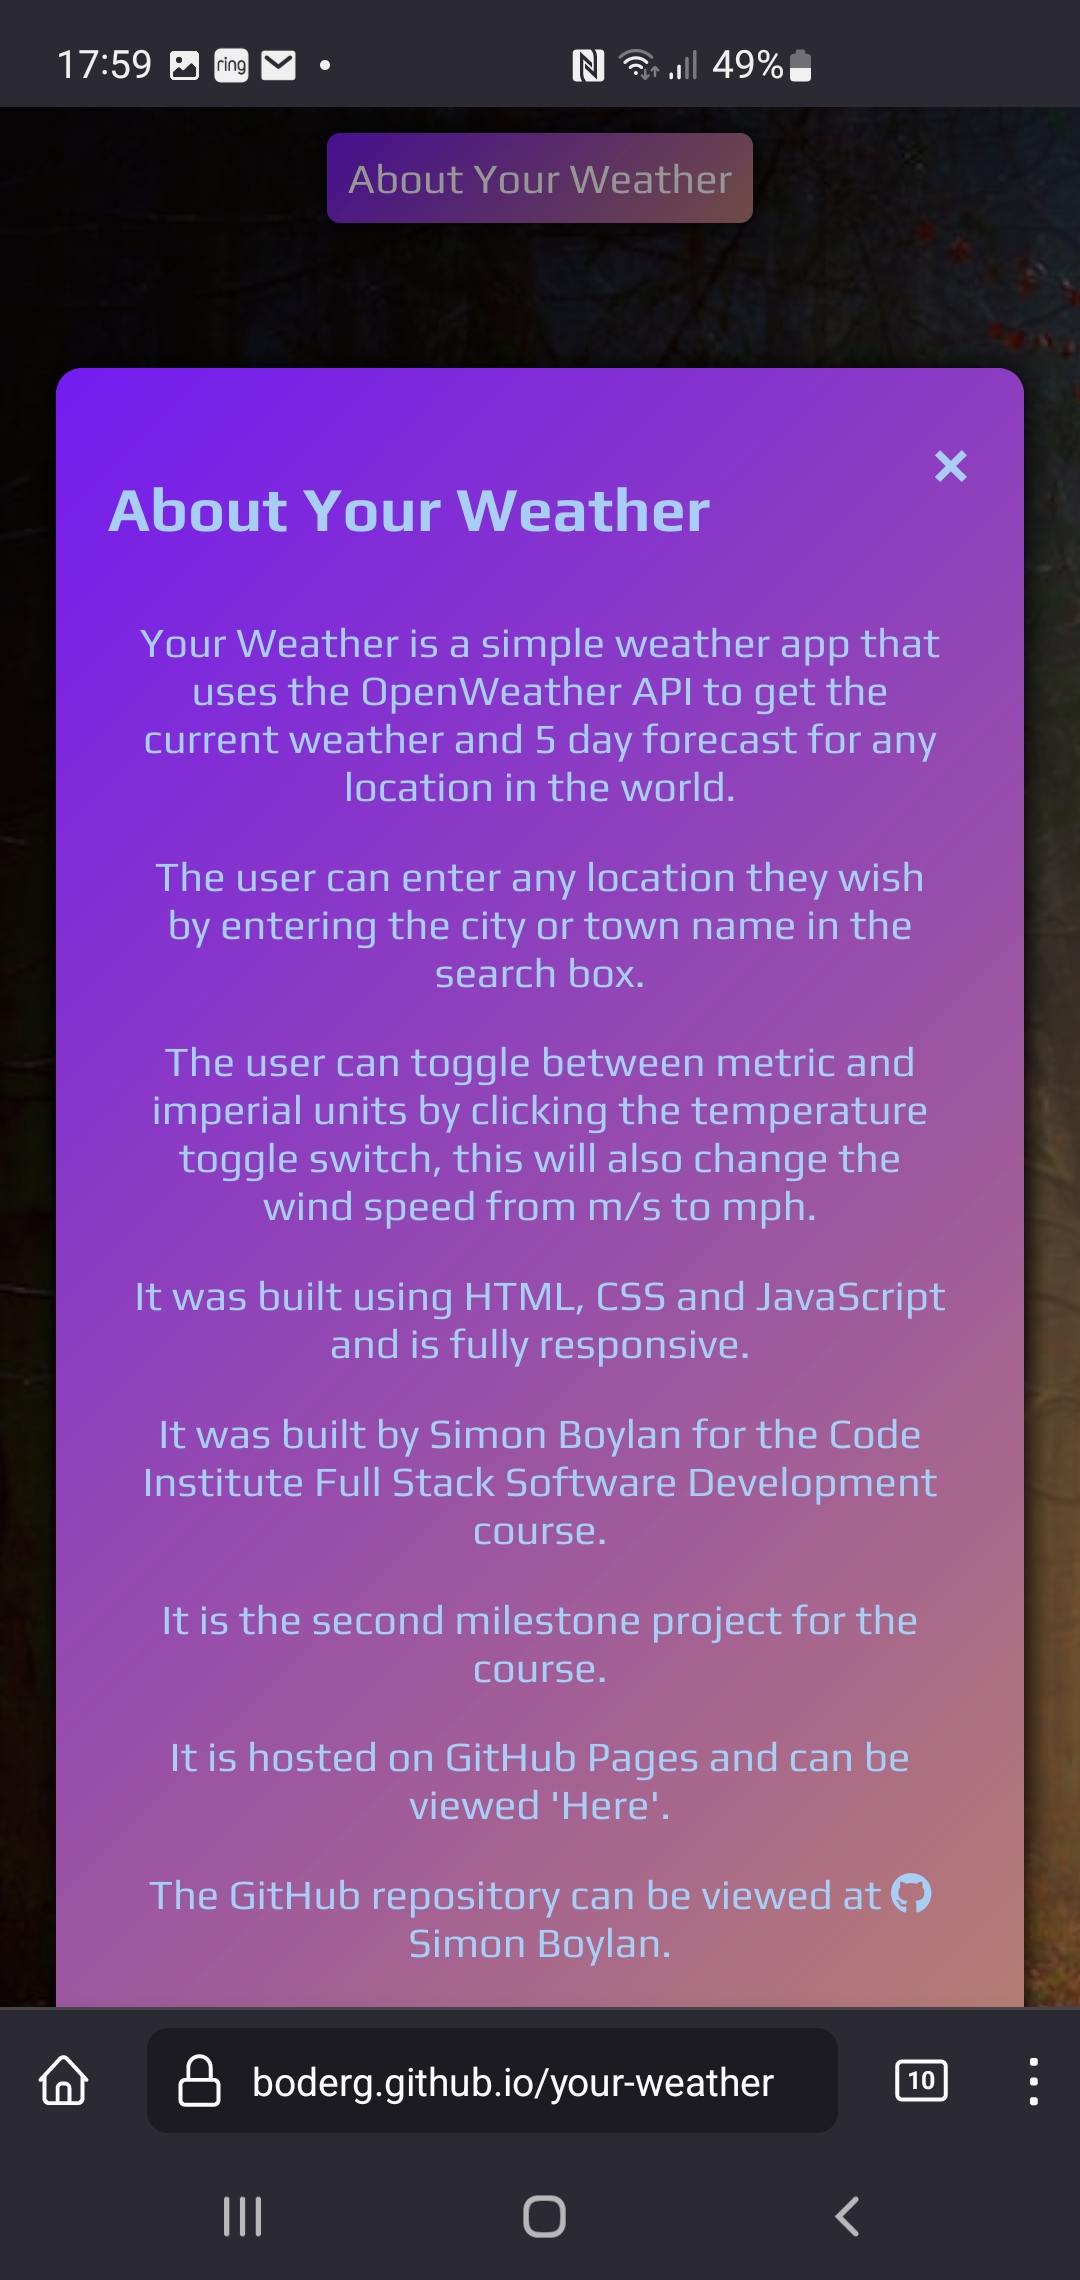 17:59 ring 49%
About Your Weather
About Your Weather
Your Weather is a simple weather app that
uses the OpenWeather API to get the
current weather and 5 day forecast for any
location in the world.
The user can enter any location they wish
by entering the city or town name in the
search box.
The user can toggle between metric and
imperial units by clicking the temperature
toggle switch, this will also change the
wind speed from m/s to mph.
It was built using HTML, CSS and JavaScript
and is fully responsive.
It was built by Simon Boylan for the Code
Institute Full Stack Software Development
course.
It is the second milestone project for the
course.
It is hosted on GitHub Pages and can be
viewed 'Here'.
The GitHub repository can be viewed at
Simon Boylan.
boderg.github.io/your-weather 10